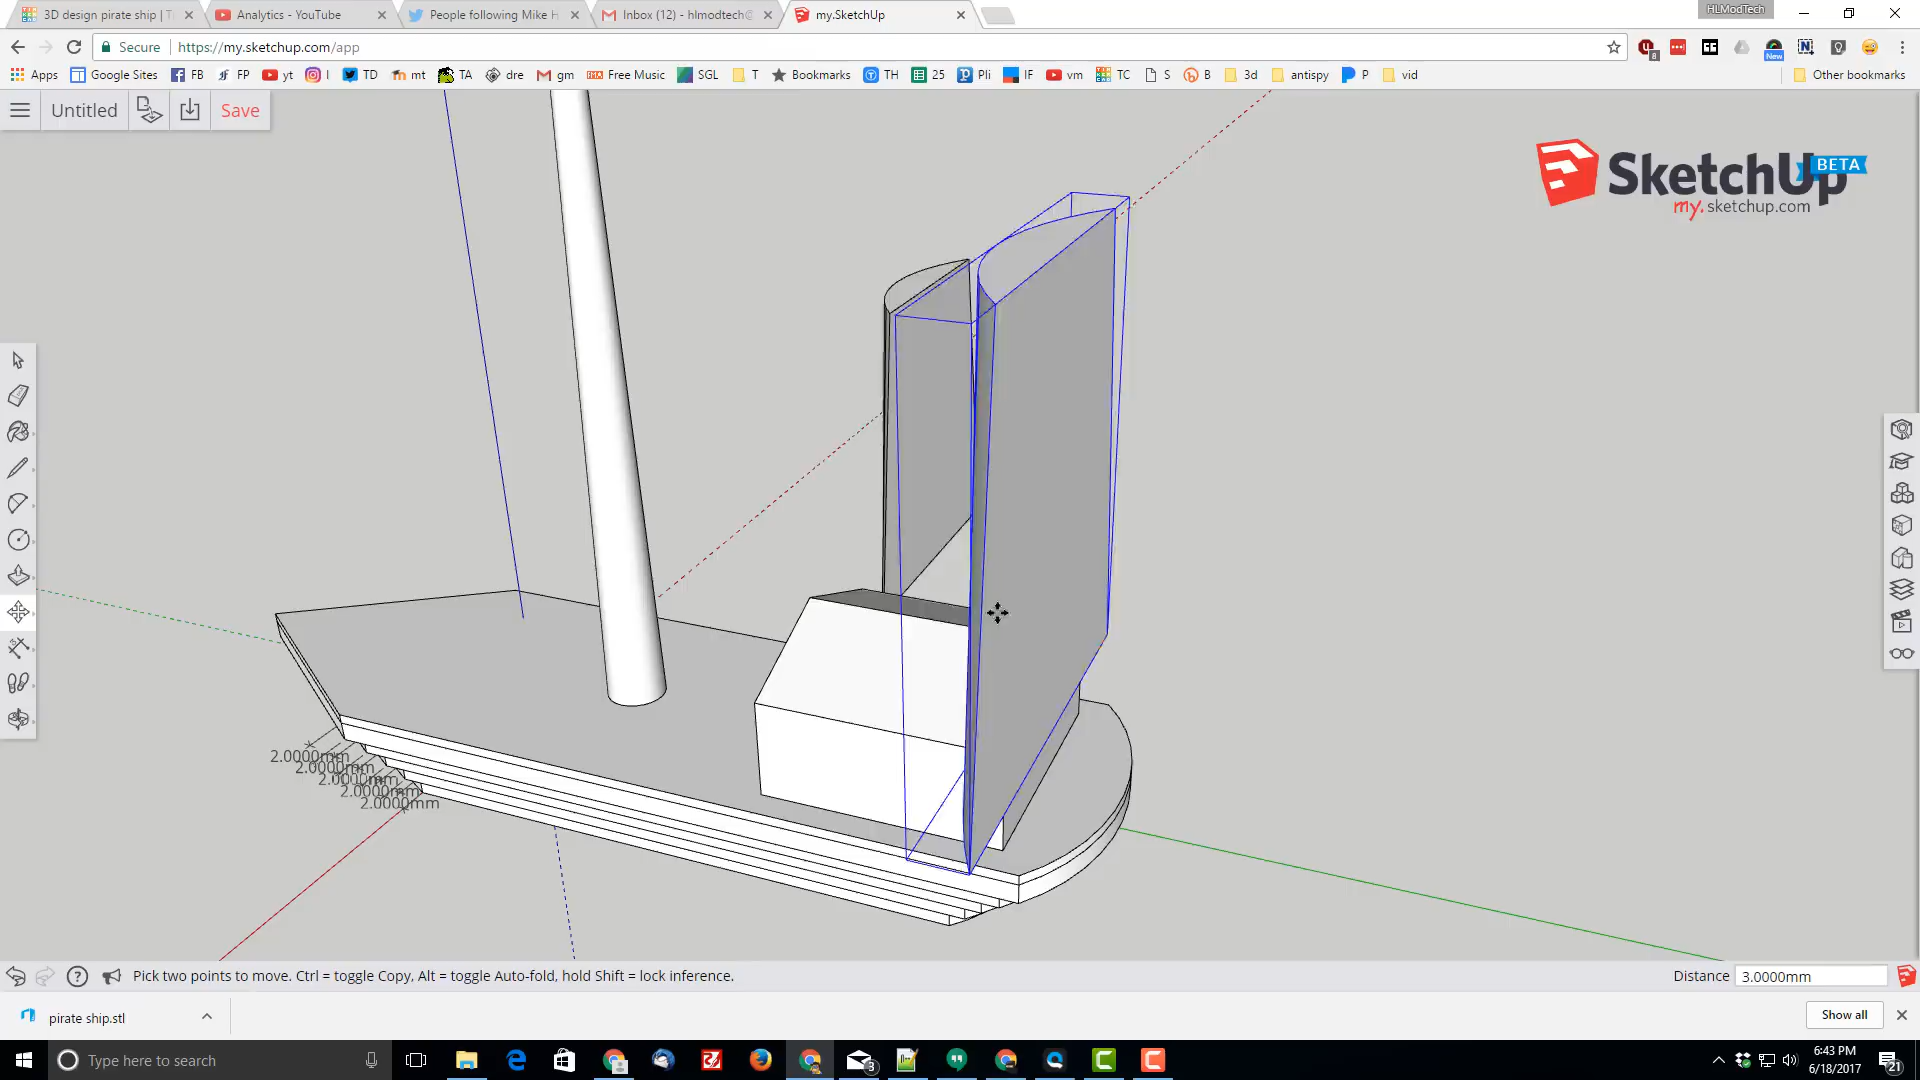 HLModTech
3D design pirate ship | Ti
Analytics - YouTube
People following Mike H
Inbox (12) - hlmodtech@
my.SketchUp
Secure
https://my.sketchup.com/app
Apps
Google Sites
FB
FP
yt
I
TD
mt
TA
dre
gm
Free Music
SGL
T
Bookmarks
TH
25
Pli
IF
vm
TC
S
B
3d
antispy
P
vid
Other bookmarks
8
New
Untitled
Save
SketchUp
BETA
my.sketchup.com
2.0000mm
2.0000mm
2.0000mm
2.0000mm
2.0000mm
Pick two points to move. Ctrl = toggle Copy, Alt = toggle Auto-fold, hold Shift = lock inference.
Distance
3.0000mm
pirate ship.stl
Show all
Type here to search
3
6:43 PM
6/18/2017
21